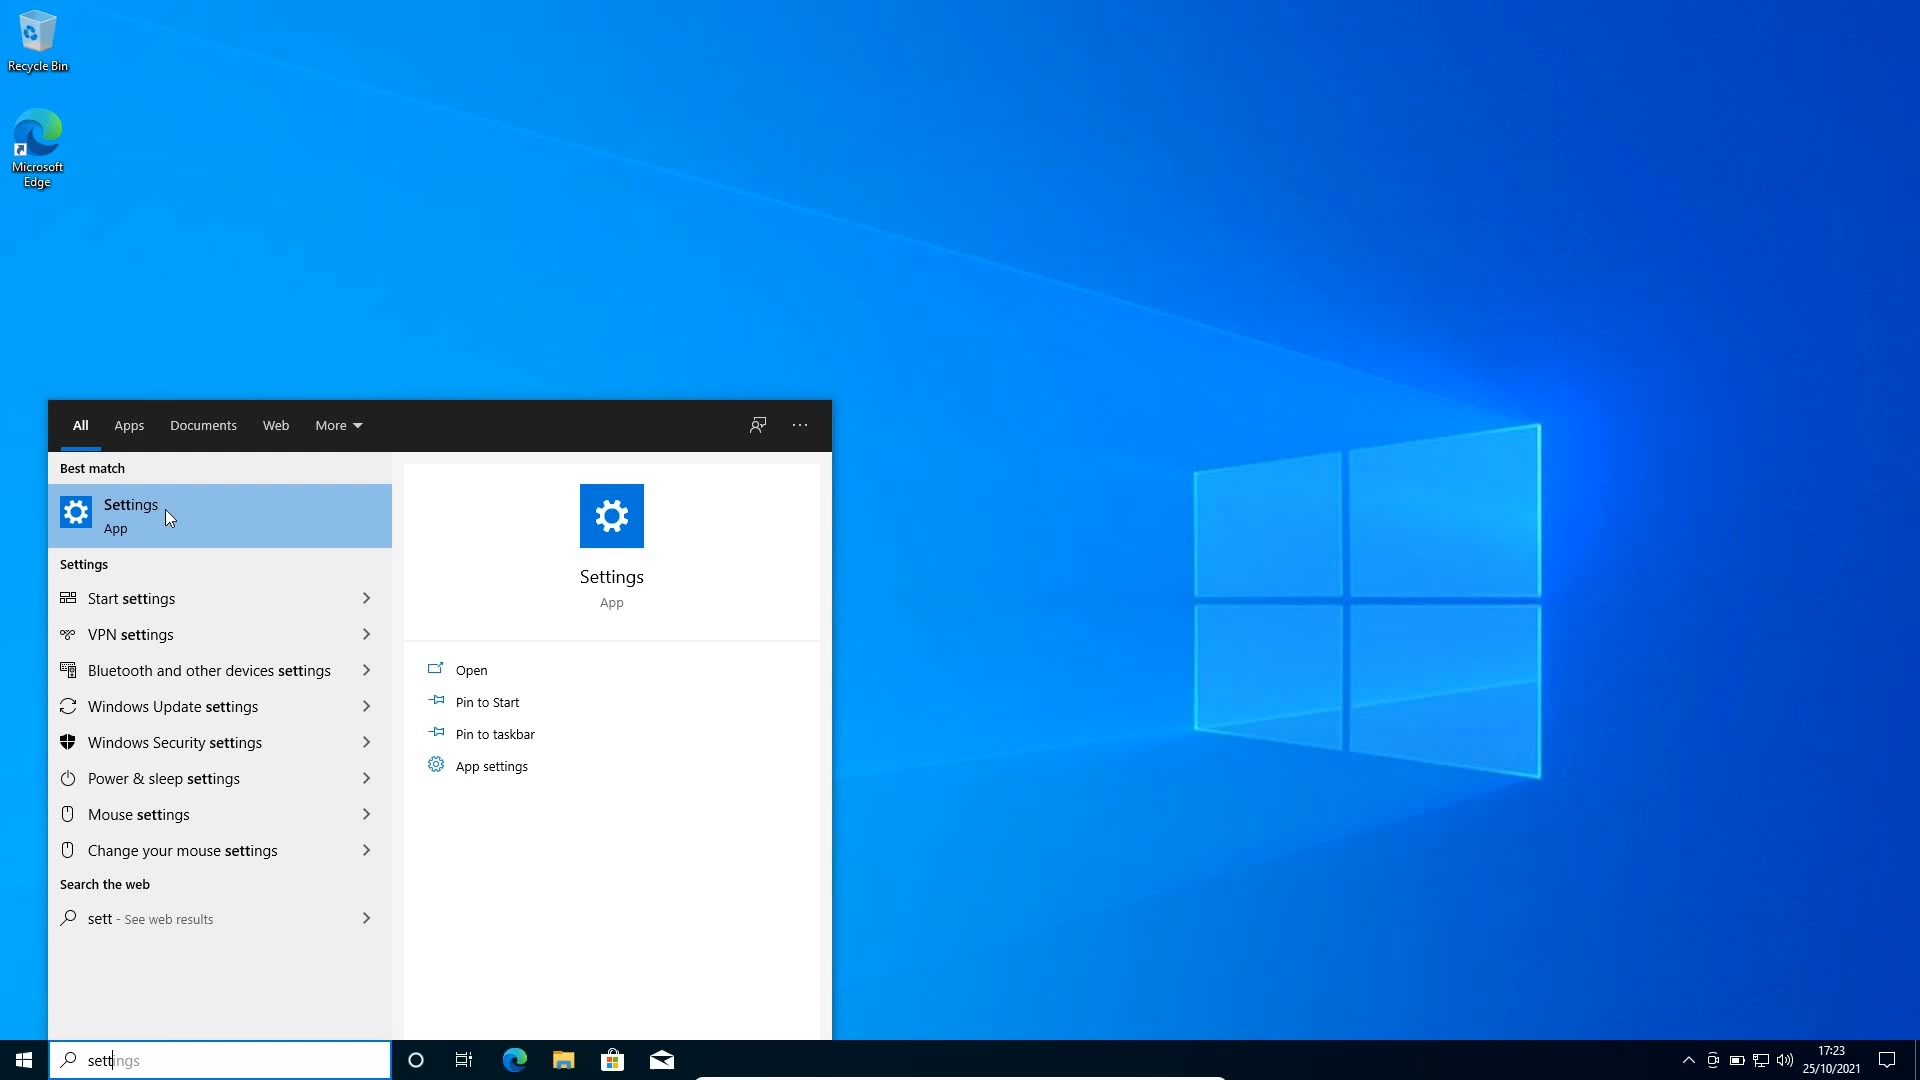 Recycle Bin
Microsoft
Edge
All Apps Documents Web More
Best match
Settings
App
Settings
Start settings
VPN settings
Bluetooth and other devices settings
Windows Update settings
Windows Security settings
Power & sleep settings
Mouse settings
Change your mouse settings
Search the web
sett - See web results
Settings
App
Open
Pin to Start
Pin to taskbar
App settings
settings
17:23
25/10/2021